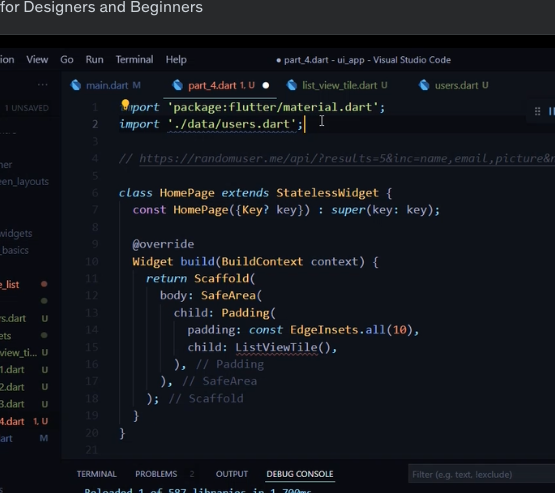 for Designers and Beginners
View Go Run Terminal Help
● part_4.dart - ui_app - Visual Studio Code
main.dart M part_4.dart 1, U ● list_view_tile.dart U users.dart U
1 UNSAVED
1 import 'package:flutter/material.dart';
2 import './data/users.dart';
3
4 // https://randomuser.me/api/?results=5&inc=name,email,picture&n
5
6 class HomePage extends StatelessWidget {
7 const HomePage({Key? key}) : super(key: key);
8
9 @override
10 Widget build(BuildContext context) {
11 return Scaffold(
12 body: SafeArea(
13 child: Padding(
14 padding: const EdgeInsets.all(10),
15 child: ListViewTile(),
16 ), // Padding
17 ), // SafeArea
18 ); // Scaffold
19 }
20 }
21
een_layouts
widgets
_basics
e_list
rs.dart U
ets
view_ti... U
1.dart U
2.dart U
3.dart U
4.dart 1, U
art M
TERMINAL PROBLEMS 2 OUTPUT DEBUG CONSOLE Filter (e.g. text, !exclude)
Reloaded 1 of 587 libraries in 1,700ms.